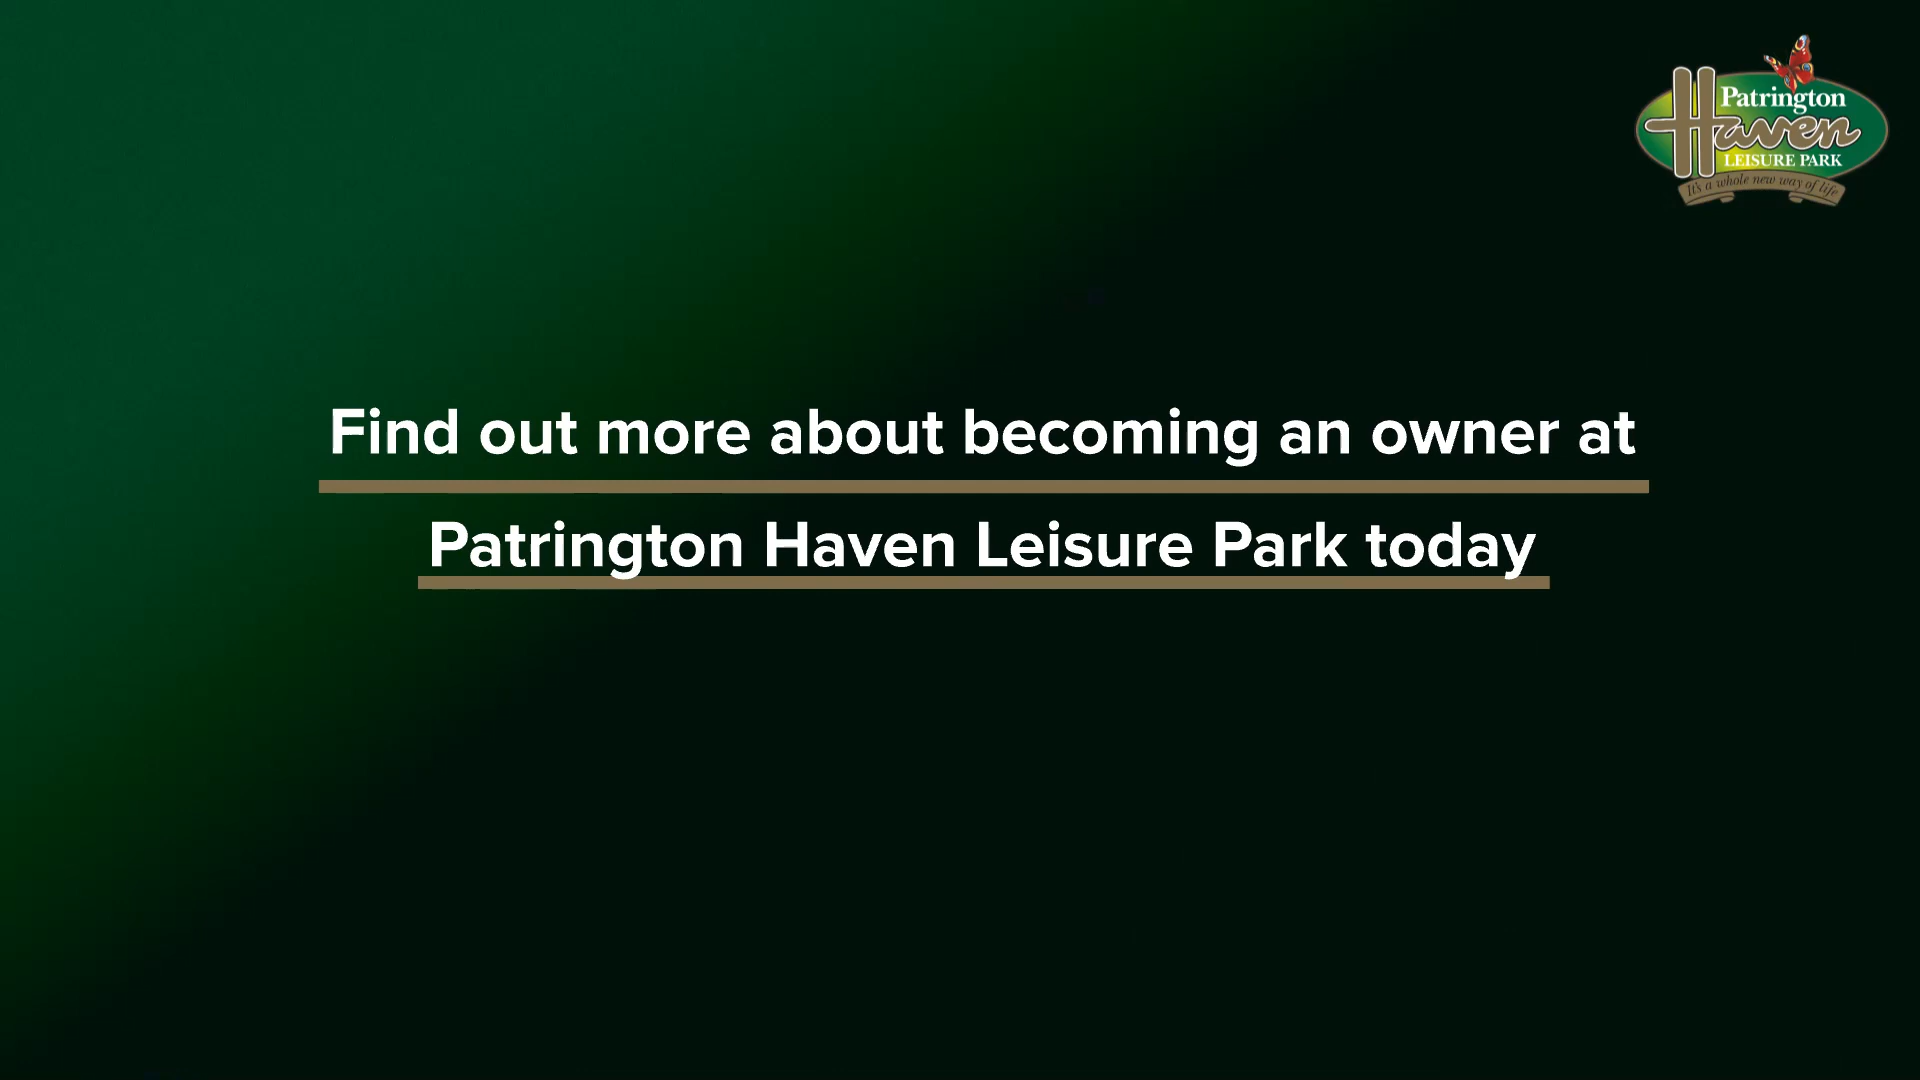 Patrington
Haven
LEISURE PARK
It's a whole new way of life
Find out more about becoming an owner at
Patrington Haven Leisure Park today